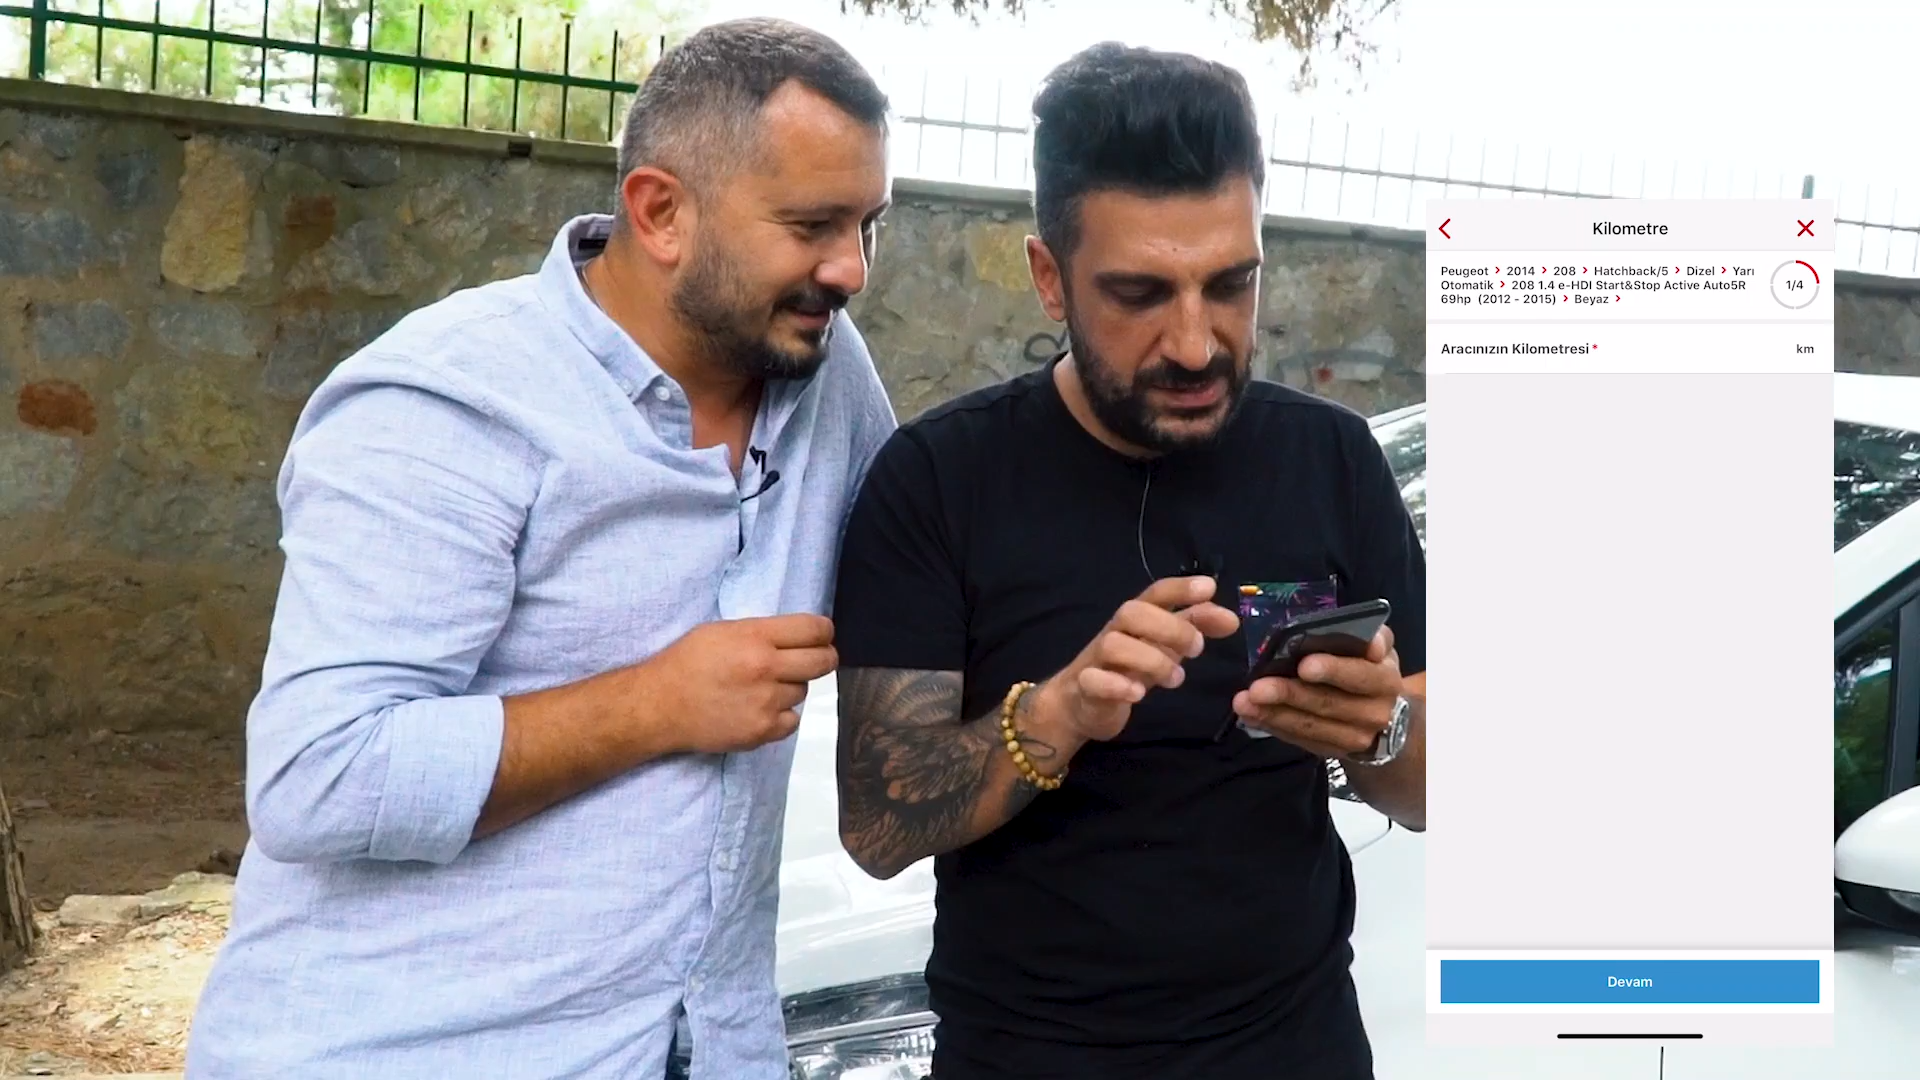 Kilometre
Peugeot > 2014 > 208 > Hatchback/5 > Dizel > Yarı
Otomatik > 208 1.4 e-HDI Start&Stop Active Auto5R
69hp (2012 - 2015) > Beyaz >
1/4
Aracınızın Kilometresi *
km
Devam